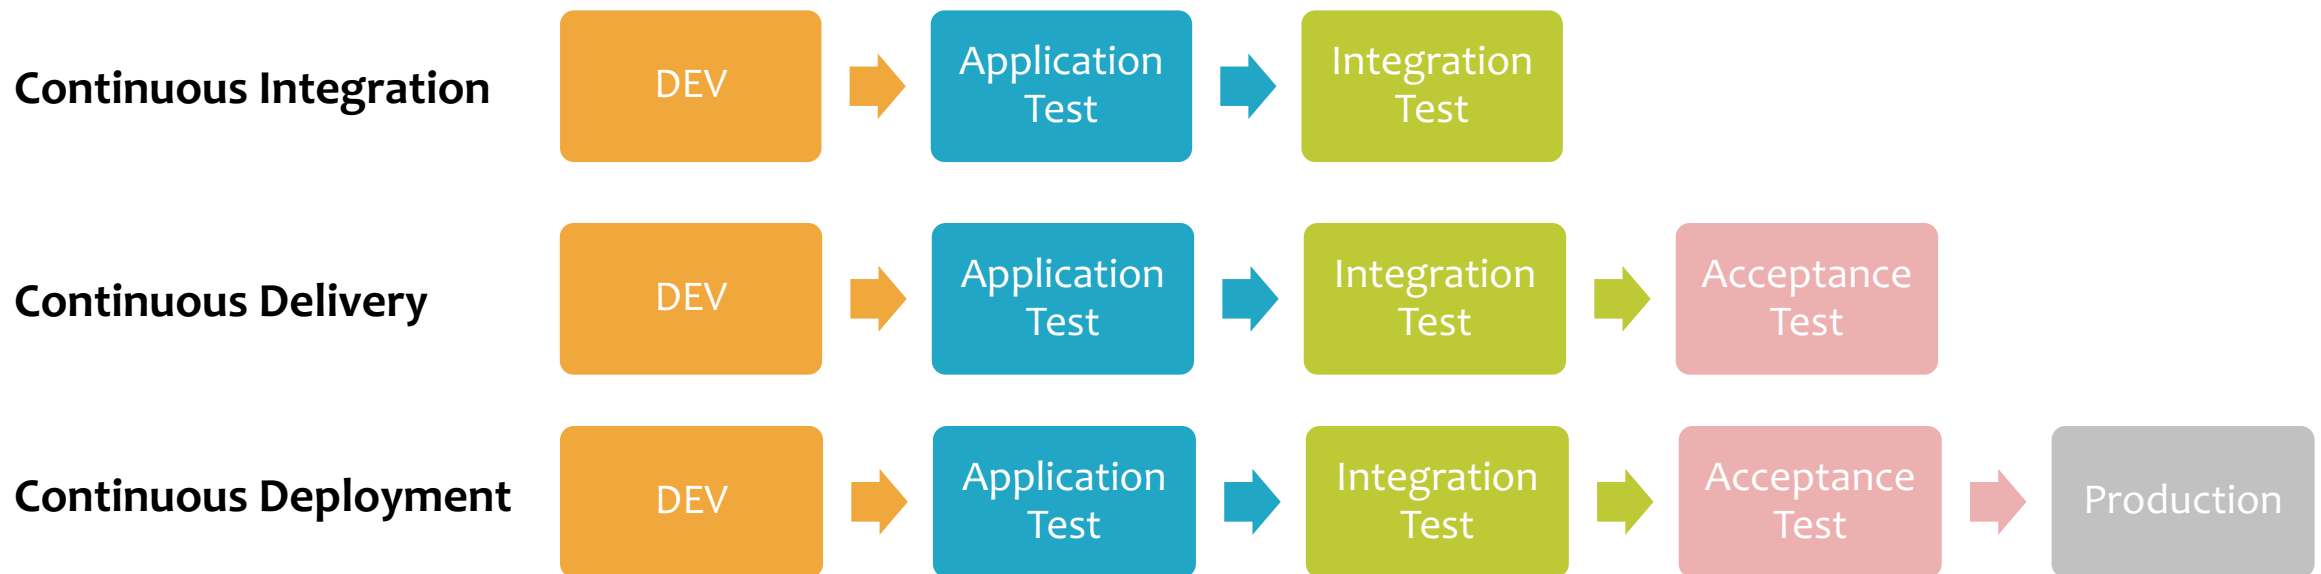 Continuous Integration
DEV
Application
Test
Integration
Test
Continuous Delivery
DEV
Application
Test
Integration
Test
Acceptance
Test
Continuous Deployment
DEV
Application
Test
Integration
Test
Acceptance
Test
Production